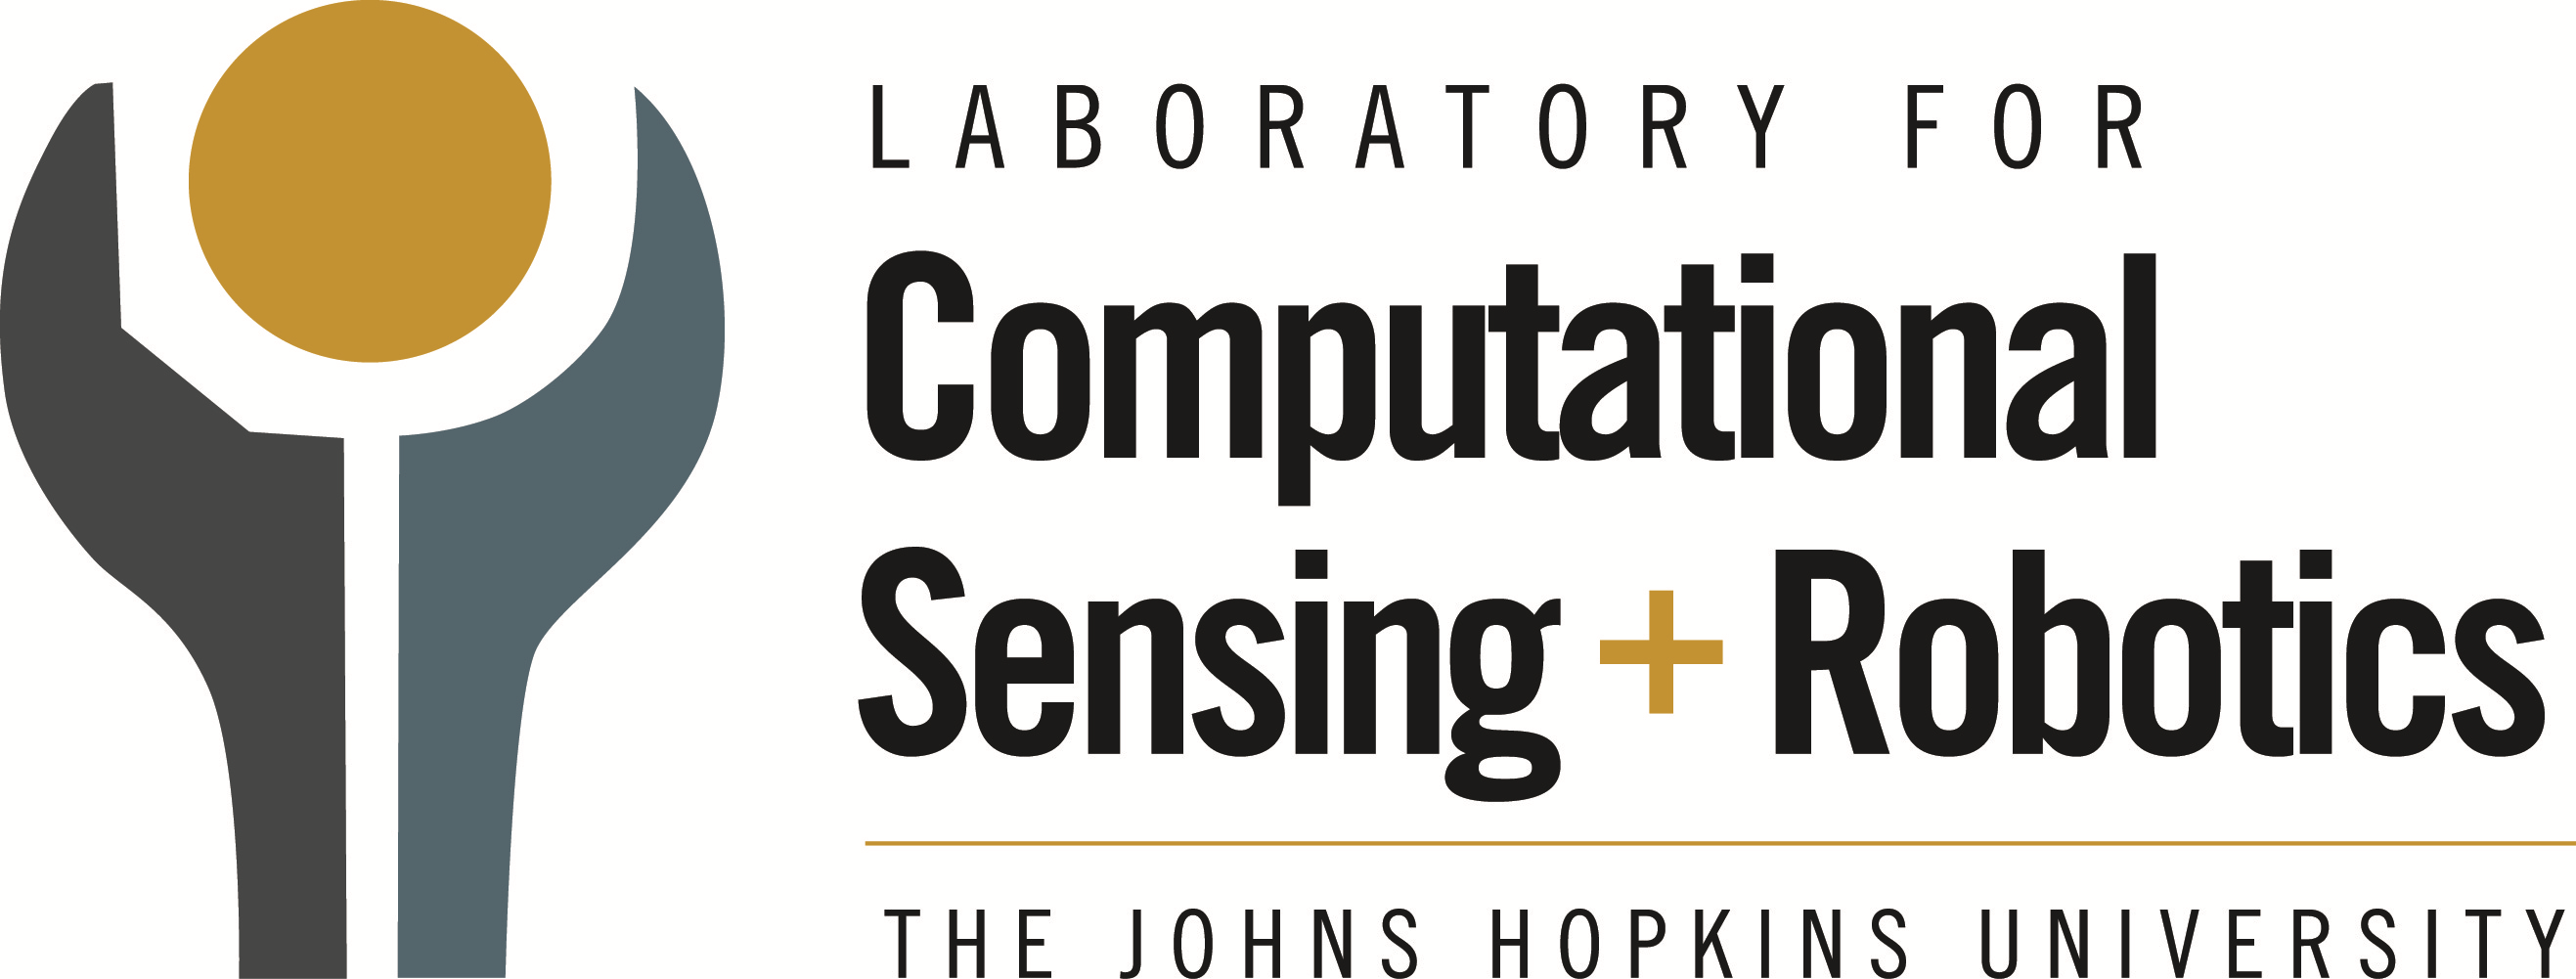 LABORATORY FOR
Computational
Sensing + Robotics
THE JOHNS HOPKINS UNIVERSITY